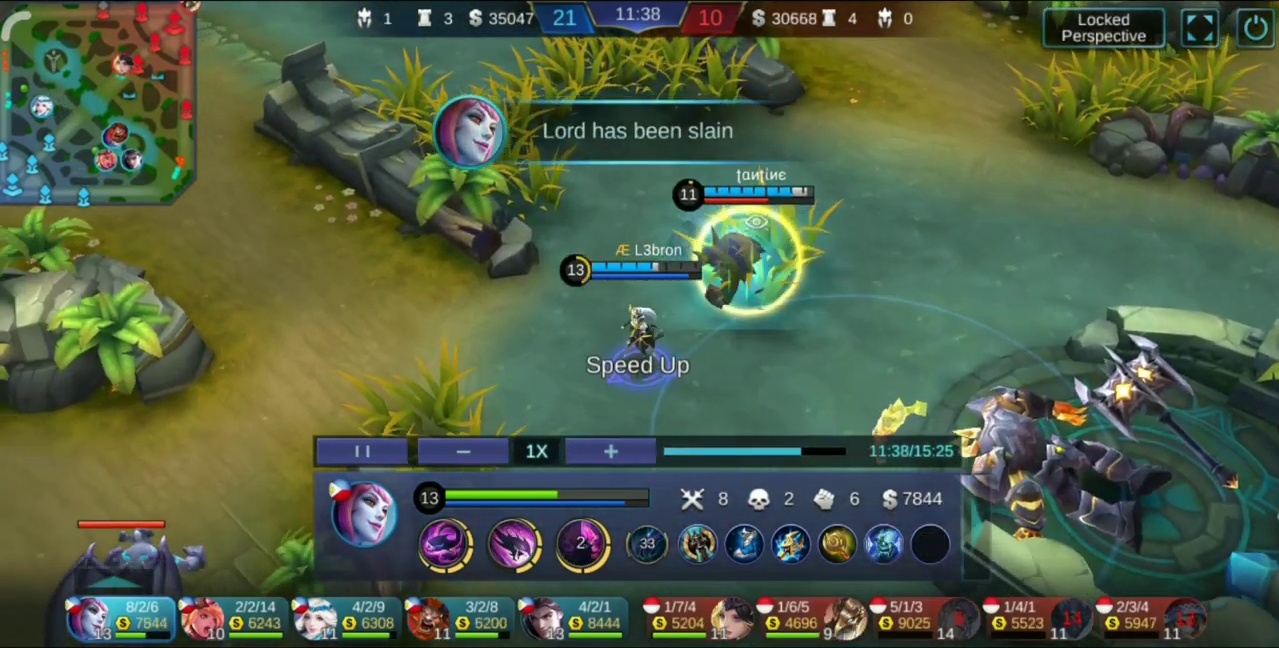 1 3 35047 21 11:38 10 30668 4 0
Locked
Perspective
Lord has been slain
tantine
11
Æ L3bron
13
Speed Up
1X 11:38/15:25
13 8 2 6 7844
2 33
8/2/6 2/2/14 4/2/9 3/2/8 4/2/1 1/7/4 1/6/5 5/1/3 1/4/1 2/3/4
7844 6243 6308 5200 8444 5204 4696 9025 5523 5947
13 10 11 11 13 11 9 14 11 11